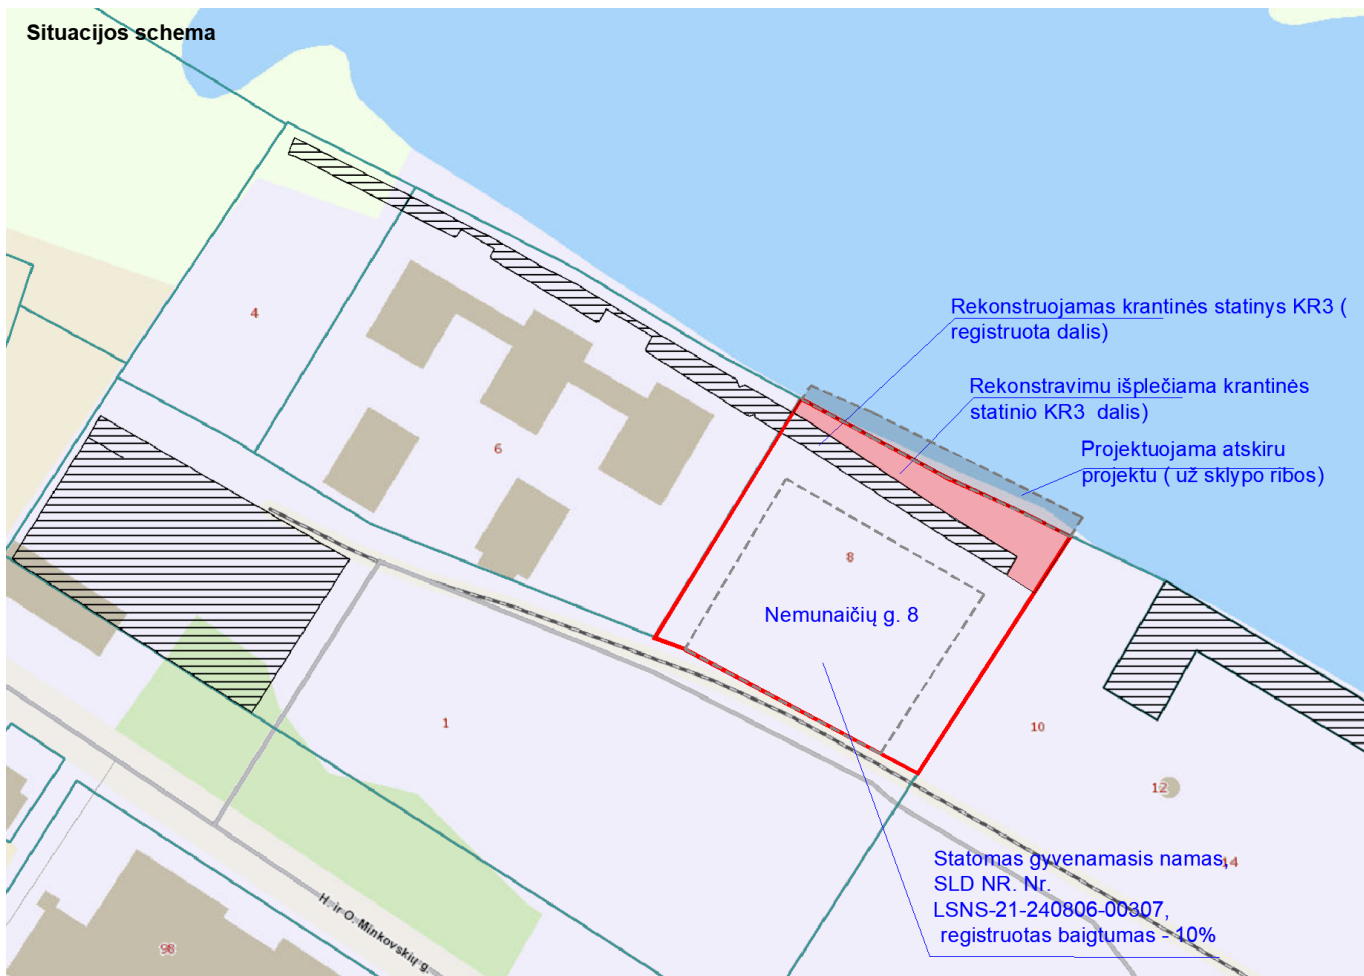 Situacijos schema
Rekonstruojamas krantinės statinys KR3 (
registruota dalis)
4
Rekonstravimu išplečiama krantinės
statinio KR3 dalis)
6
Projektuojama atskiru
projektu ( už sklypo ribos)
8
Nemunaičių g. 8
1
10
12
Statomas gyvenamasis namas,
14
SLD NR. Nr.
LSNS-21-240806-00307,
registruotas baigtumas - 10%
H. ir O. Minkovskių g.
98